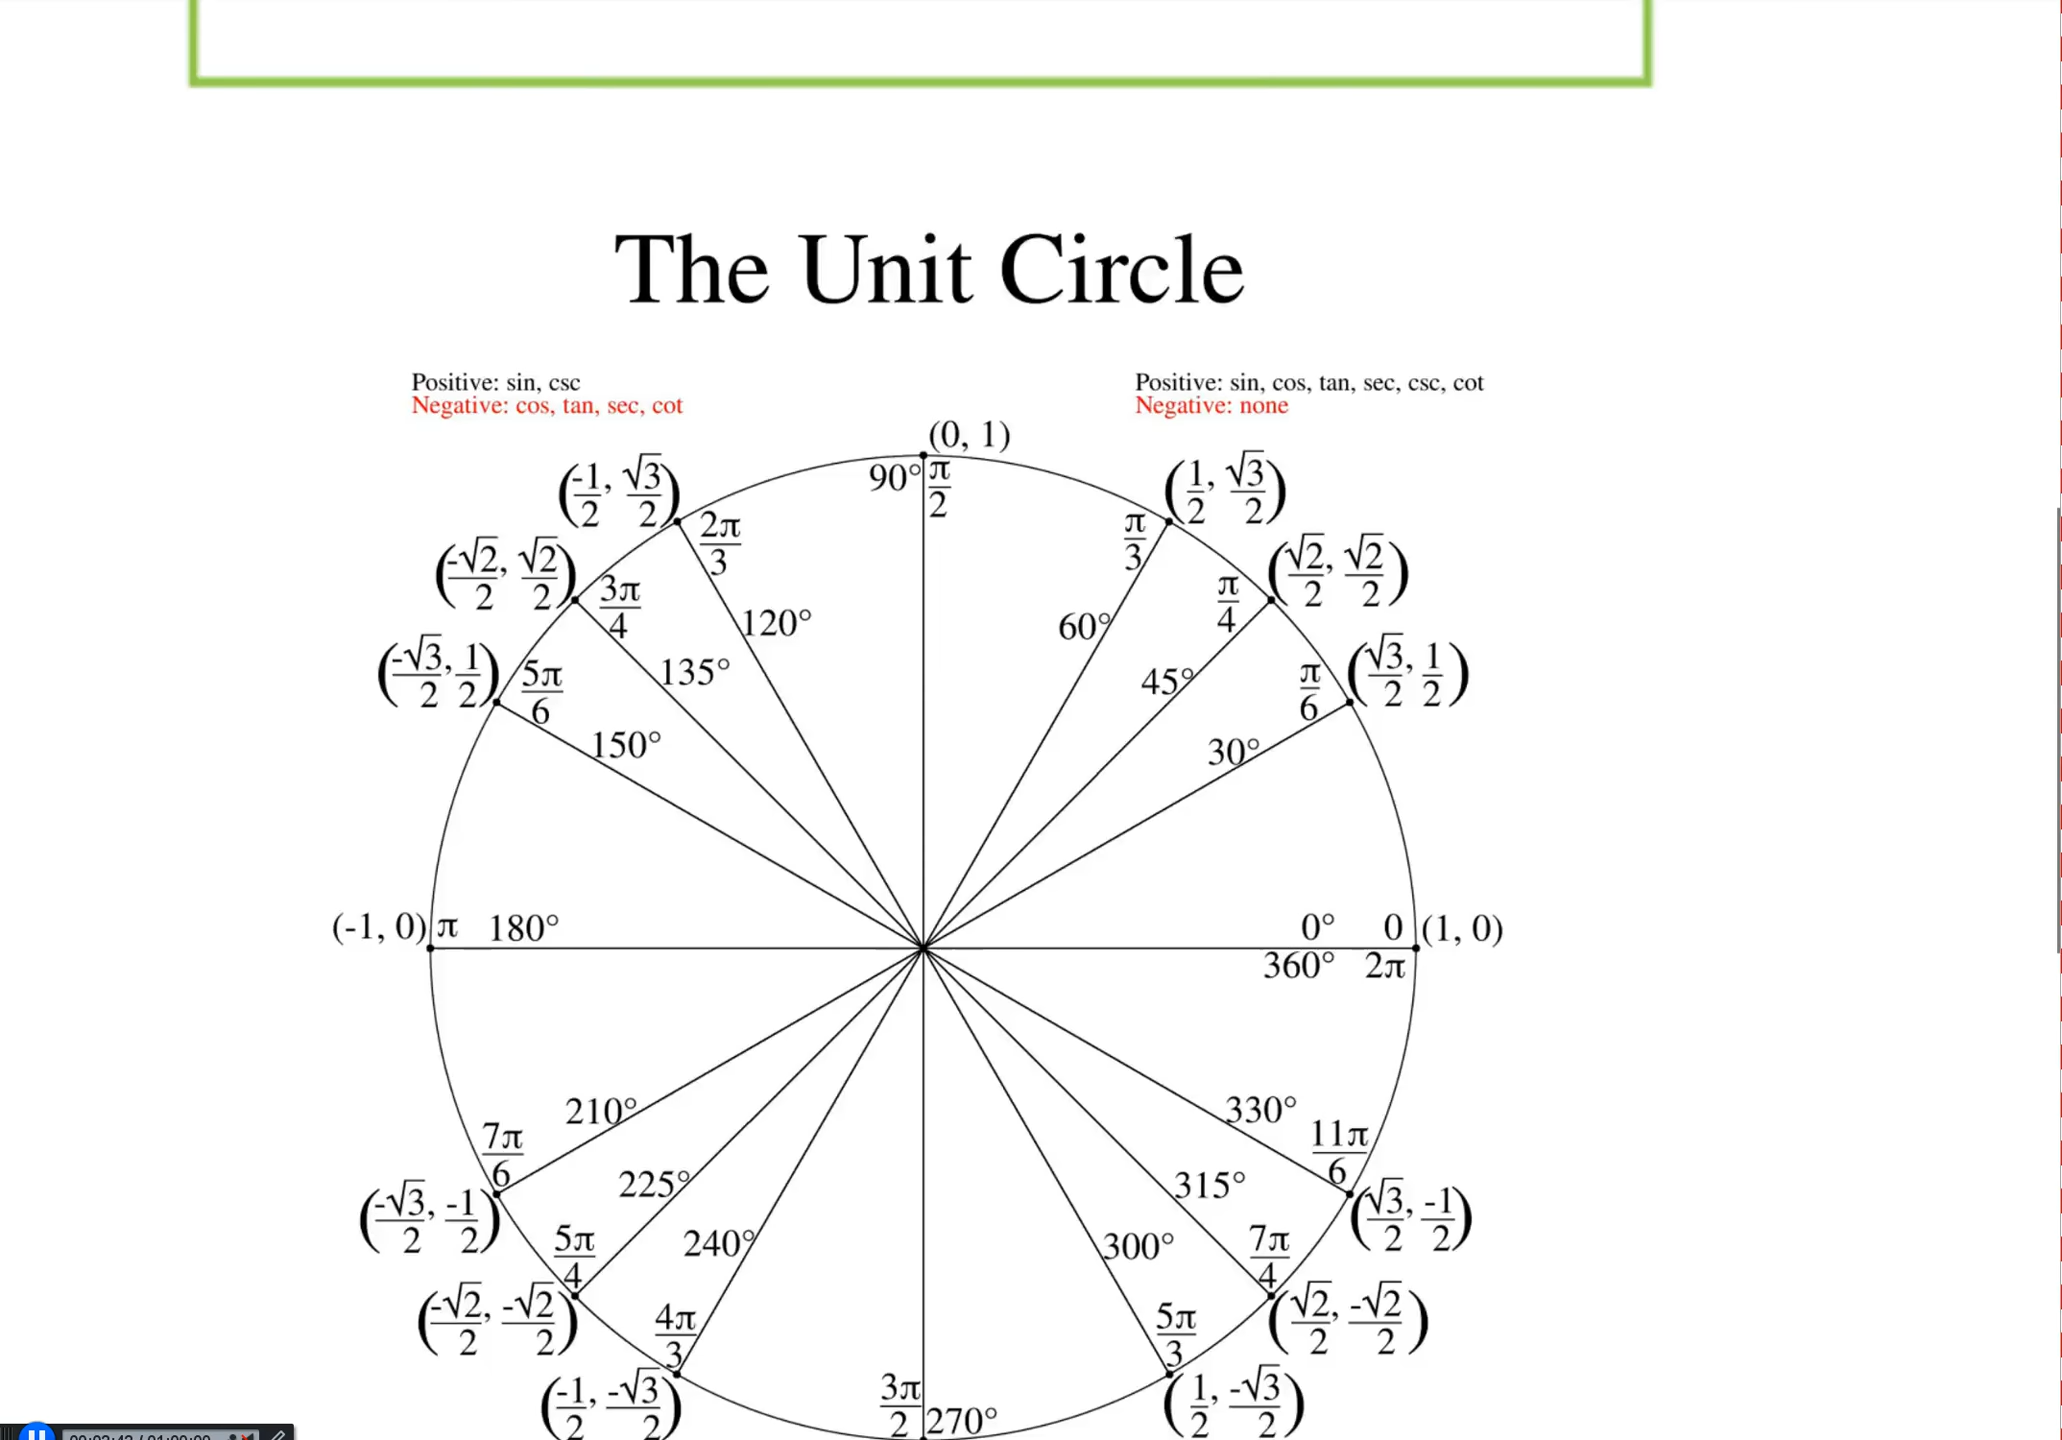 The Unit Circle
Positive: sin, csc
Negative: cos, tan, sec, cot
Positive: sin, cos, tan, sec, csc, cot
Negative: none
(0, 1)
90° π/2
(-1/2, √3/2)
2π/3
120°
(1/2, √3/2)
π/3
60°
(-√2/2, √2/2)
3π/4
135°
(√2/2, √2/2)
π/4
45°
(-√3/2, 1/2)
5π/6
150°
(√3/2, 1/2)
π/6
30°
(-1, 0) π 180°
0° 0 (1, 0)
360° 2π
210°
7π/6
(-√3/2, -1/2)
330°
11π/6
(√3/2, -1/2)
225°
5π/4
(-√2/2, -√2/2)
315°
7π/4
(√2/2, -√2/2)
240°
4π/3
(-1/2, -√3/2)
300°
5π/3
(1/2, -√3/2)
3π/2 270°